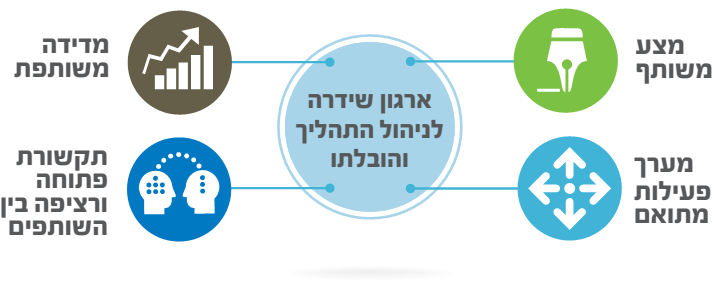 מצע
משותף
מערך
פעילות
מתואם
ארגון שידרה
לניהול התהליך
והובלתו
מדידה
משותפת
תקשורת
פתוחה
ורציפה בין
השותפים